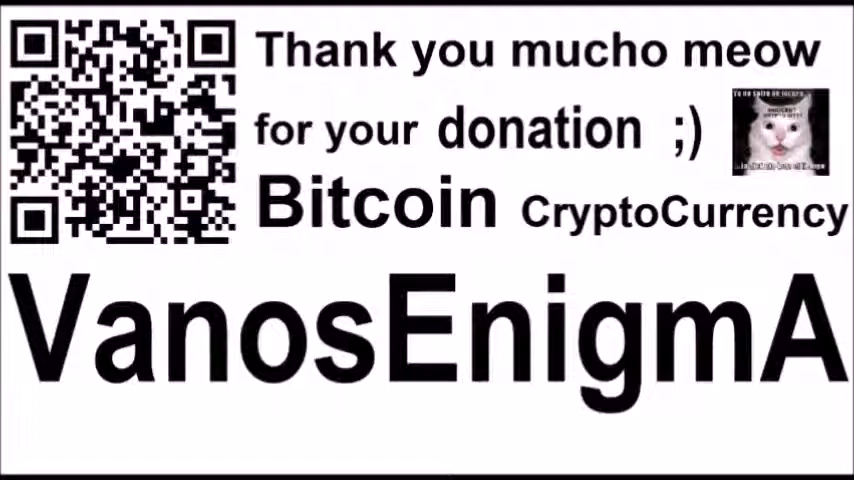 Thank you mucho meow
for your donation ;)
Bitcoin CryptoCurrency
VanosEnigmA